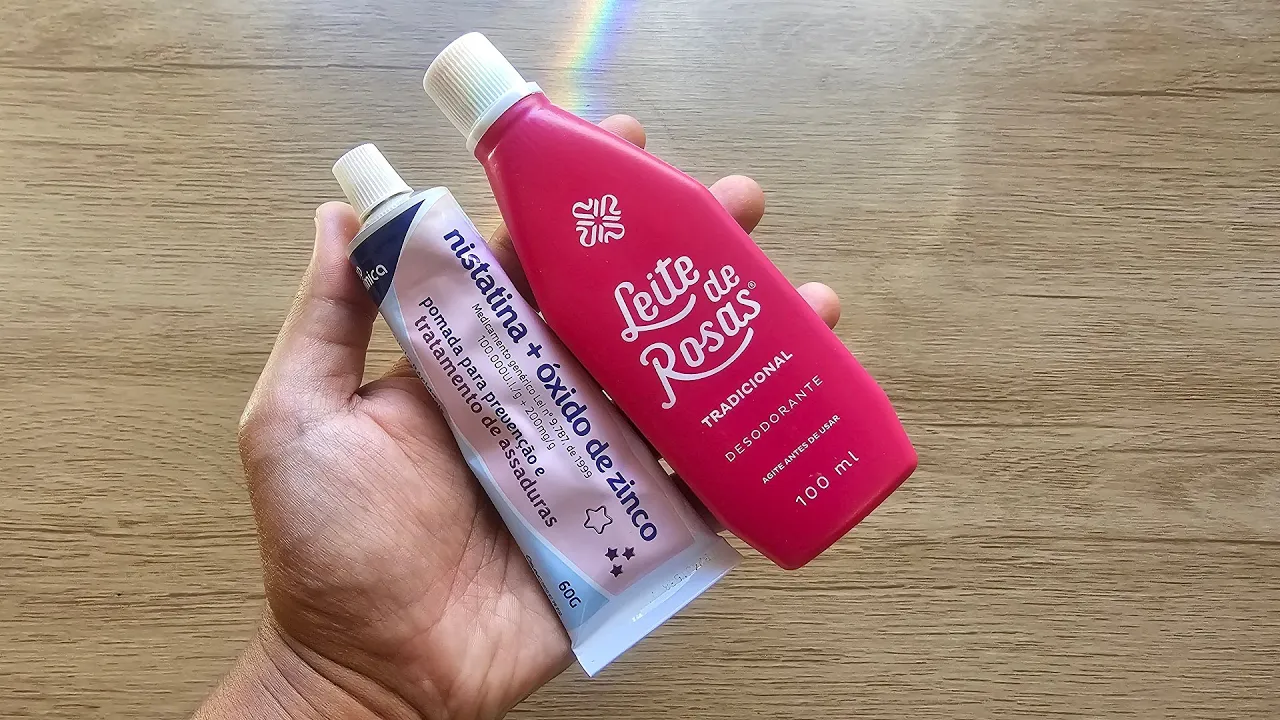 nistatina + óxido de zinco
Medicamento genérico Lei nº 9.787 de 1999
100.000U.I/g + 200mg/g
pomada para prevenção e
tratamento de assaduras
60G
Leite
de
Rosas®
TRADICIONAL
DESODORANTE
AGITE ANTES DE USAR
100 ml